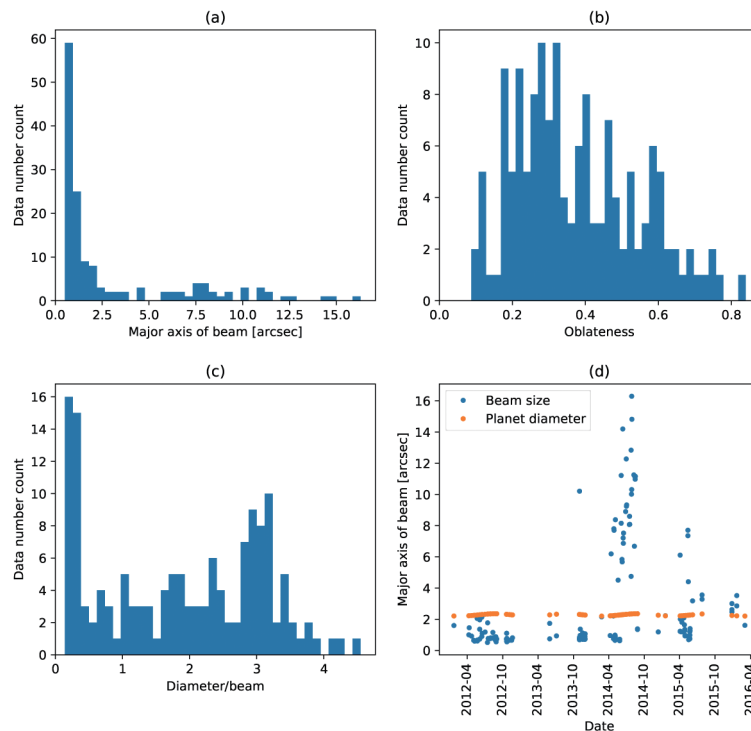 (a)
60
50
40
30
20
10
0
0.0 2.5 5.0 7.5 10.0 12.5 15.0
Major axis of beam [arcsec]
Data number count
(b)
10
8
6
4
2
0
0.0 0.2 0.4 0.6 0.8
Oblateness
Data number count
(c)
16
14
12
10
8
6
4
2
0
0 1 2 3 4
Diameter/beam
Data number count
(d)
Beam size
Planet diameter
16
14
12
10
8
6
4
2
0
2012-04 2012-10 2013-04 2013-10 2014-04 2014-10 2015-04 2015-10 2016-04
Date
Major axis of beam [arcsec]